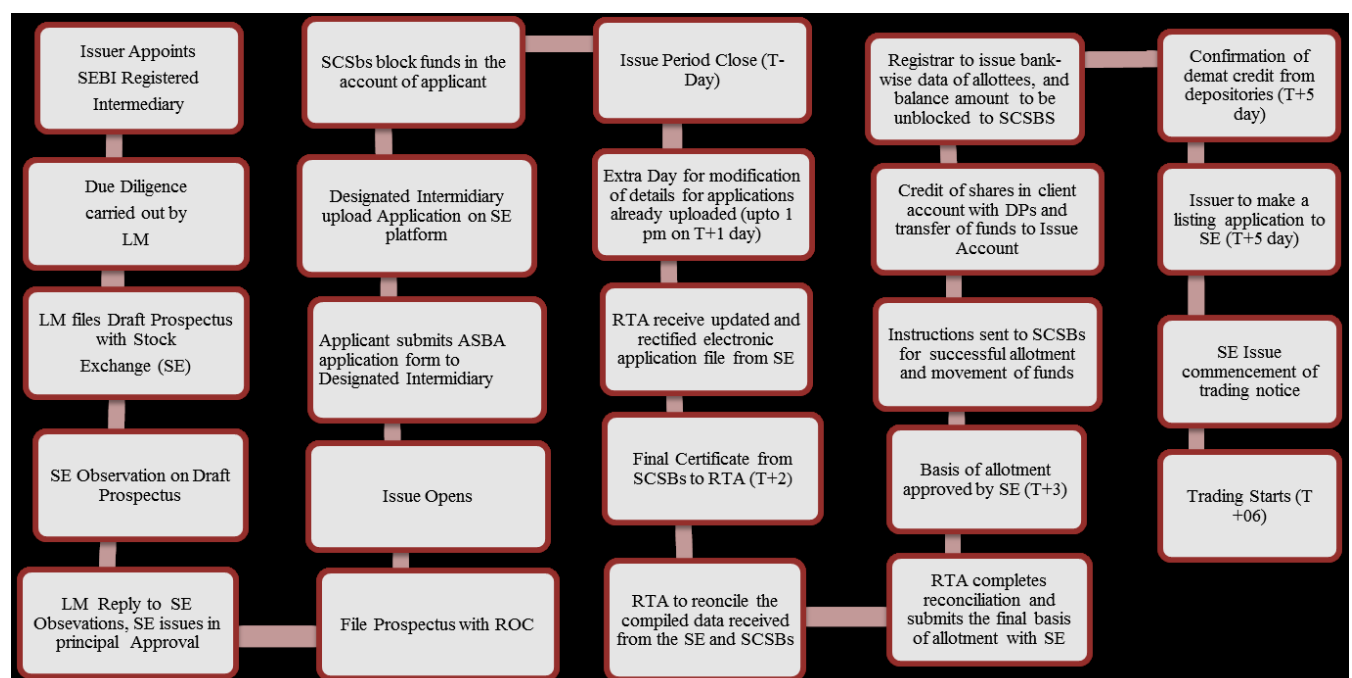 Issuer Appoints
SEBI Registered
Intermediary
Due Diligence
carried out by
LM
LM files Draft Prospectus
with Stock
Exchange (SE)
SE Observation on Draft
Prospectus
LM Reply to SE
Obsevations, SE issues in
principal Approval
File Prospectus with ROC
Issue Opens
Applicant submits ASBA
application form to
Designated Intermidiary
Designated Intermidiary
upload Application on SE
platform
SCSbs block funds in the
account of applicant
Issue Period Close (T-
Day)
Extra Day for modification
of details for applications
already uploaded (upto 1
pm on T+1 day)
RTA receive updated and
rectified electronic
application file from SE
Final Certificate from
SCSBs to RTA (T+2)
RTA to reconcile the
compiled data received
from the SE and SCSBs
RTA completes
reconciliation and
submits the final basis
of allotment with SE
Basis of allotment
approved by SE (T+3)
Instructions sent to SCSBs
for successful allotment
and movement of funds
Credit of shares in client
account with DPs and
transfer of funds to Issue
Account
Registrar to issue bank-
wise data of allottees, and
balance amount to be
unblocked to SCSBS
Confirmation of
demat credit from
depositories (T+5
day)
Issuer to make a
listing application to
SE (T+5 day)
SE Issue
commencement of
trading notice
Trading Starts (T
+06)